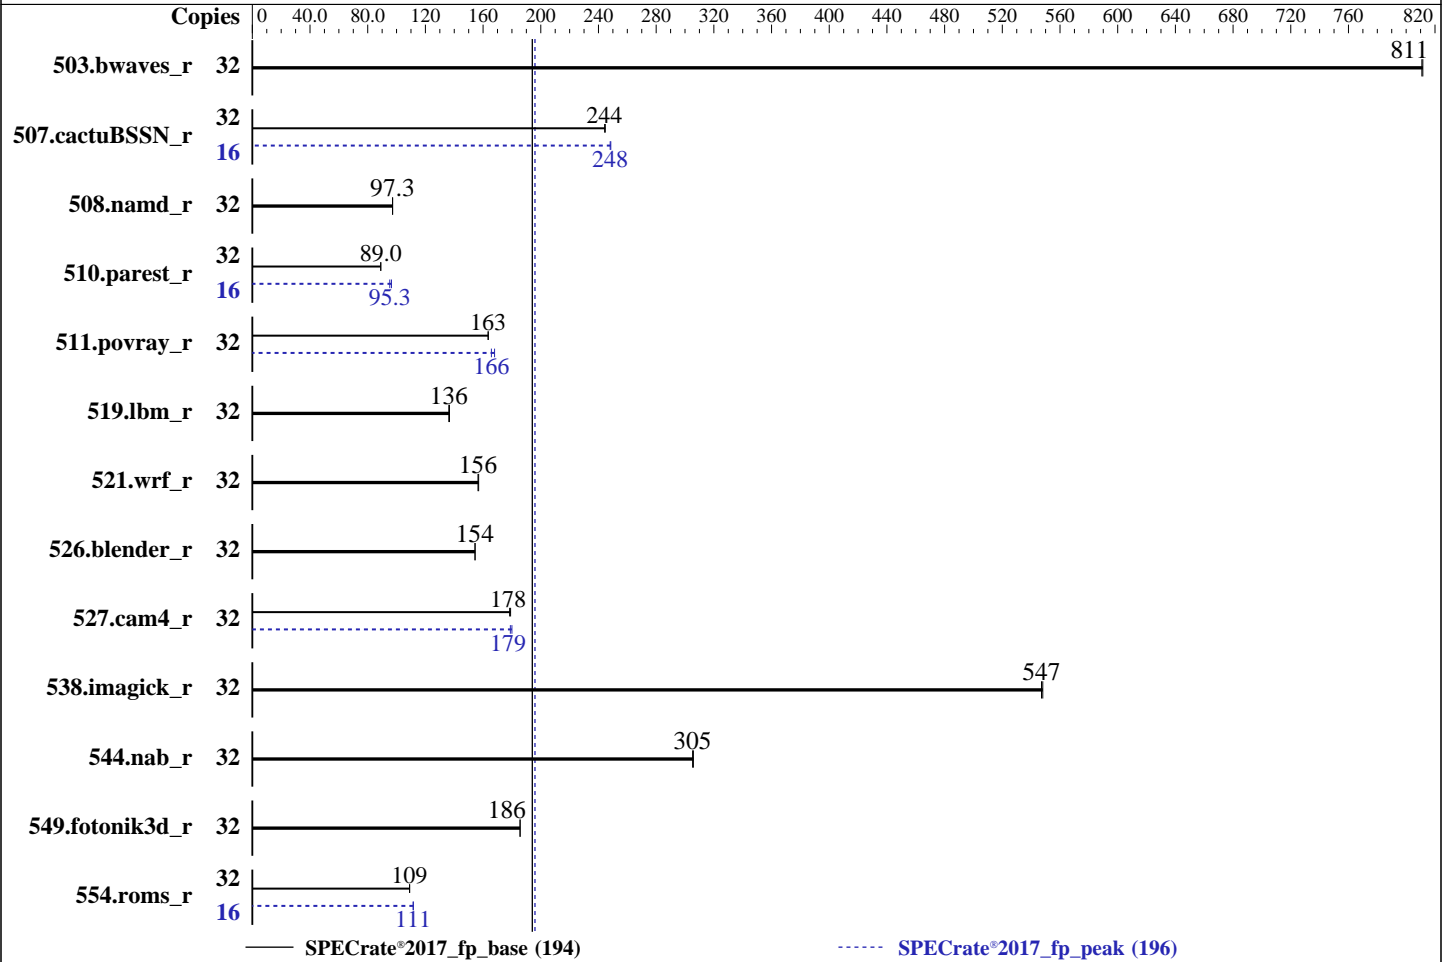 Copies 0 40.0 80.0 120 160 200 240 280 320 360 400 440 480 520 560 600 640 680 720 760 820
503.bwaves_r 32 811
507.cactuBSSN_r 32 244
16 248
508.namd_r 32 97.3
510.parest_r 32 89.0
16 95.3
511.povray_r 32 163
166
519.lbm_r 32 136
521.wrf_r 32 156
526.blender_r 32 154
527.cam4_r 32 178
179
538.imagick_r 32 547
544.nab_r 32 305
549.fotonik3d_r 32 186
554.roms_r 32 109
16 111
SPECrate®2017_fp_base (194) SPECrate®2017_fp_peak (196)